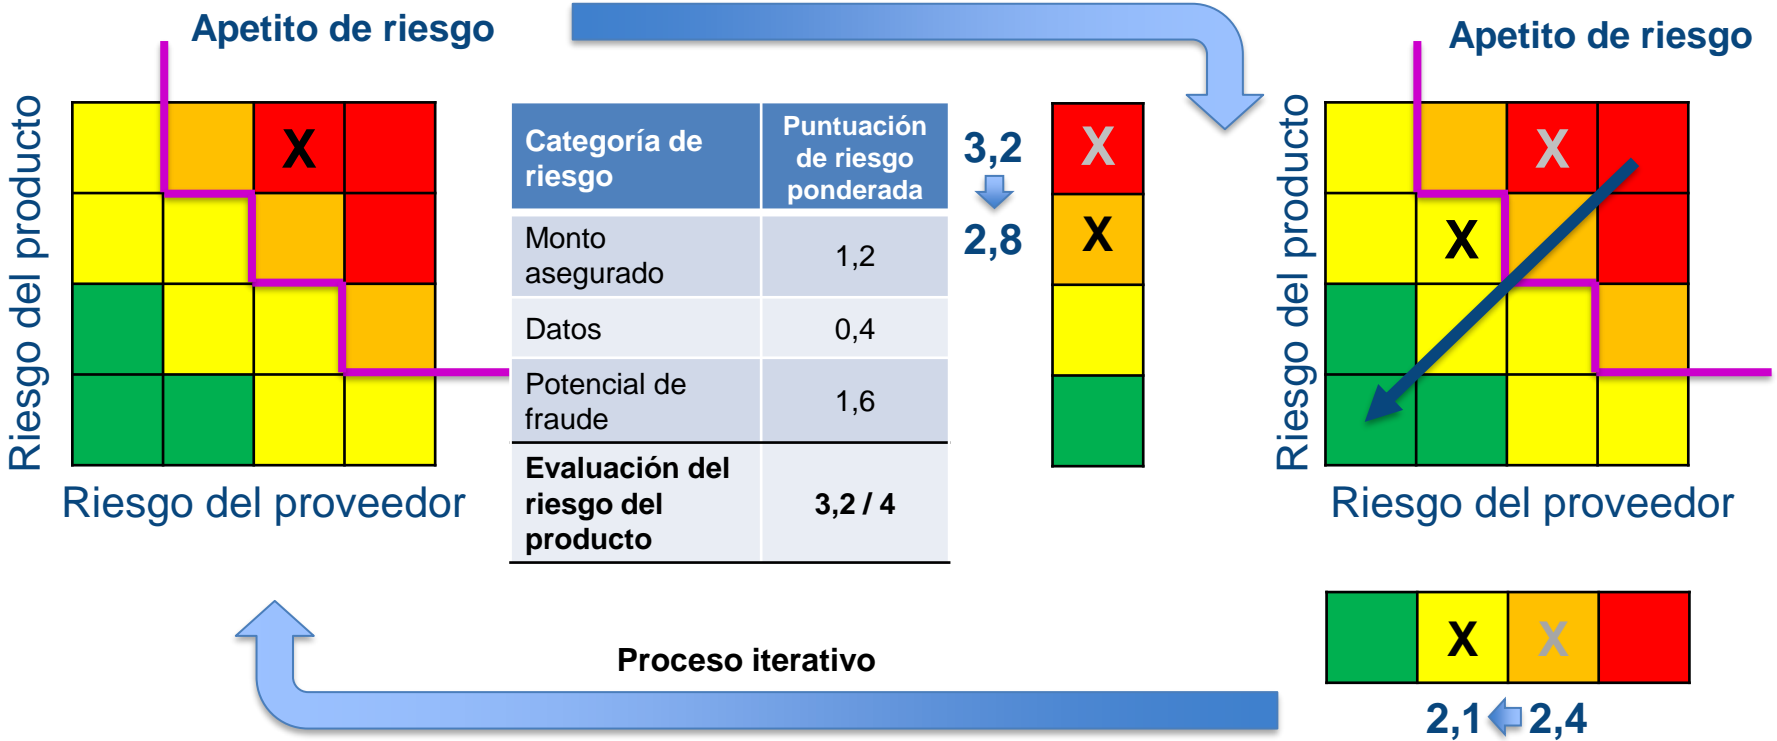 Apetito de riesgo
Riesgo del producto
X
Riesgo del proveedor
Categoría de
riesgo
Puntuación
de riesgo
ponderada
Monto
asegurado
1,2
Datos
0,4
Potencial de
fraude
1,6
Evaluación del
riesgo del
producto
3,2 / 4
3,2
X
2,8
X
Apetito de riesgo
Riesgo del producto
X
X
Riesgo del proveedor
X
X
2,1
2,4
Proceso iterativo